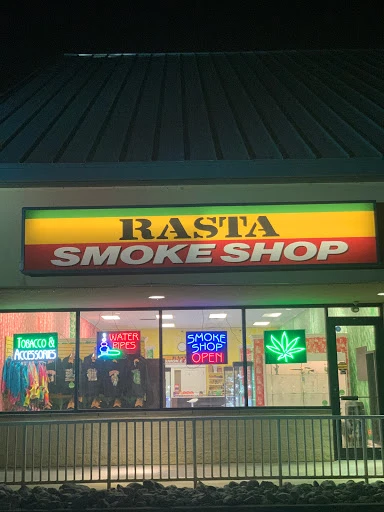 RASTA
SMOKE SHOP
TOBACCO &
ACCESSORIES
WATER
PIPES
SMOKE
SHOP
OPEN